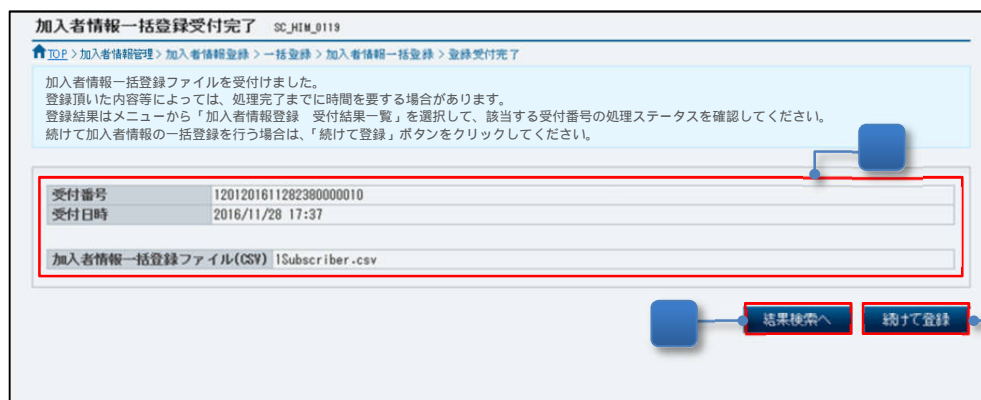 加入者情報一括登録受付完了 SC_HIM_0119
TOP > 加入者情報管理 > 加入者情報登録 > 一括登録 > 加入者情報一括登録 > 登録受付完了
加入者情報一括登録ファイルを受付けました。
登録頂いた内容等によっては、処理完了までに時間を要する場合があります。
登録結果はメニューから「加入者情報登録　受付結果一覧」を選択して、該当する受付番号の処理ステータスを確認してください。
続けて加入者情報の一括登録を行う場合は、「続けて登録」ボタンをクリックしてください。
受付番号 1201201611282380000010
受付日時 2016/11/28 17:37
加入者情報一括登録ファイル(CSV) 1Subscriber.csv
結果検索へ 続けて登録